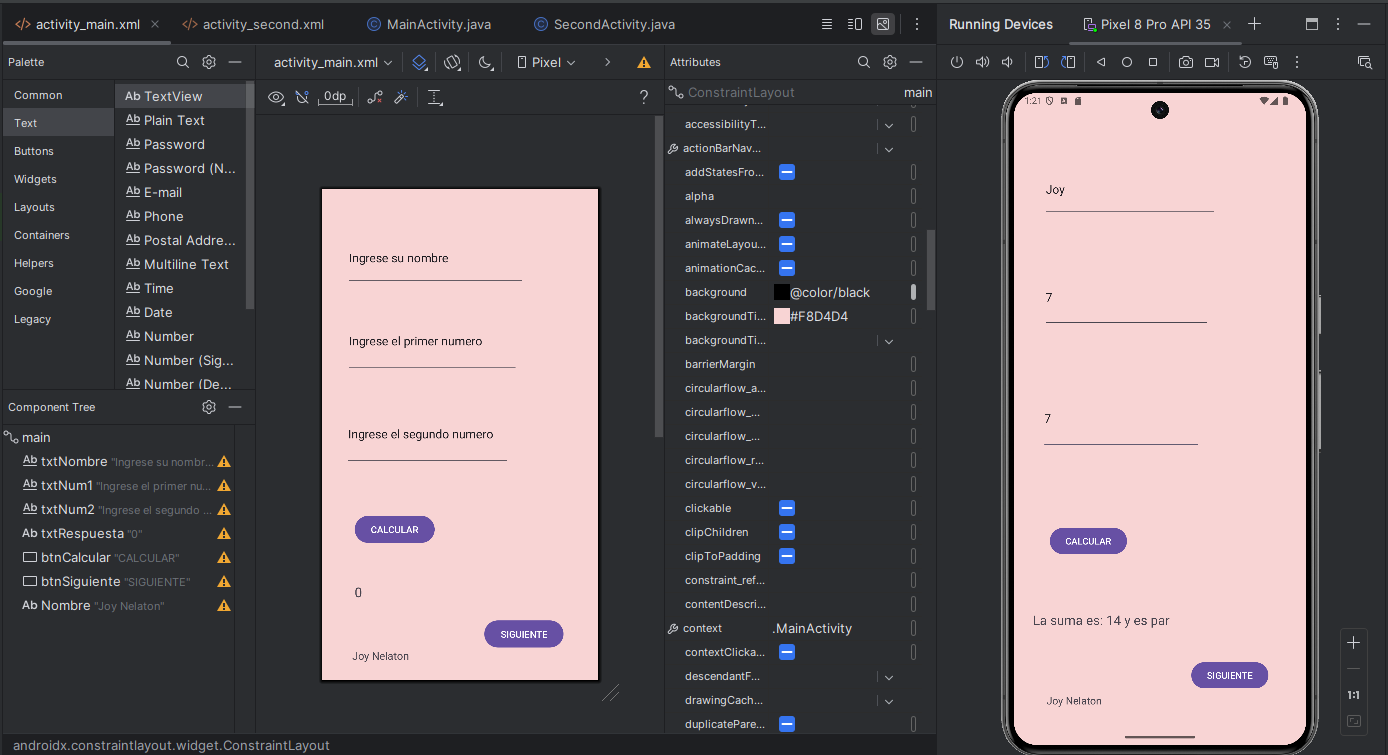 activity_main.xml
activity_second.xml
MainActivity.java
SecondActivity.java
Palette
Common
Text
Buttons
Widgets
Layouts
Containers
Helpers
Google
Legacy
Ab TextView
Ab Plain Text
Ab Password
Ab Password (N...
Ab E-mail
Ab Phone
Ab Postal Addre...
Ab Multiline Text
Ab Time
Ab Date
Ab Number
Ab Number (Sig...
Ab Number (De...
Component Tree
main
Ab txtNombre "Ingrese su nombr...
Ab txtNum1 "Ingrese el primer nu...
Ab txtNum2 "Ingrese el segundo ...
Ab txtRespuesta "0"
btnCalcular "CALCULAR"
btnSiguiente "SIGUIENTE"
Ab Nombre "Joy Nelaton"
activity_main.xml
Pixel
0dp
?
Ingrese su nombre
Ingrese el primer numero
Ingrese el segundo numero
CALCULAR
0
SIGUIENTE
Joy Nelaton
Attributes
ConstraintLayout main
accessibilityT...
actionBarNav...
addStatesFro...
alpha
alwaysDrawn...
animateLayou...
animationCac...
background @color/black
backgroundTi... #F8D4D4
backgroundTi...
barrierMargin
circularflow_a...
circularflow_...
circularflow_...
circularflow_r...
circularflow_v...
clickable
clipChildren
clipToPadding
constraint_ref...
contentDescri...
context .MainActivity
contextClicka...
descendantF...
drawingCach...
duplicatePare...
Running Devices
Pixel 8 Pro API 35
1:21
Joy
7
7
CALCULAR
La suma es: 14 y es par
SIGUIENTE
Joy Nelaton
1:1
androidx.constraintlayout.widget.ConstraintLayout